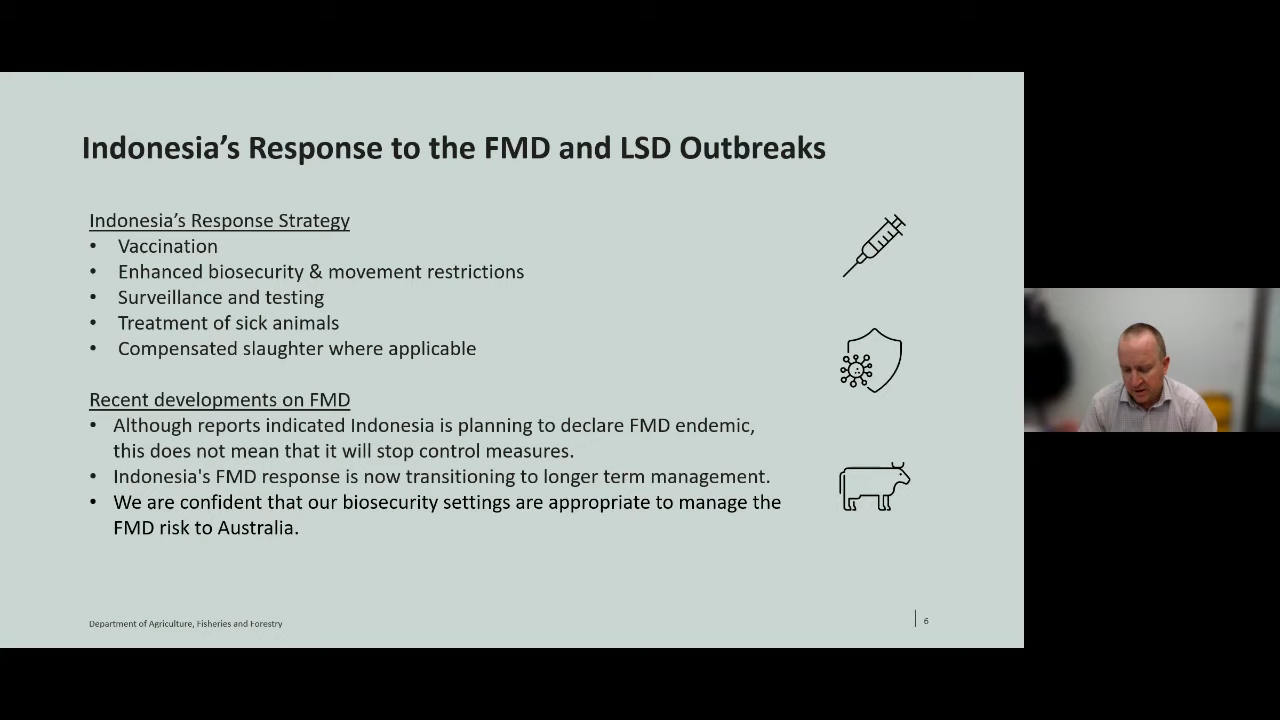 Indonesia’s Response to the FMD and LSD Outbreaks
Indonesia’s Response Strategy
• Vaccination
• Enhanced biosecurity & movement restrictions
• Surveillance and testing
• Treatment of sick animals
• Compensated slaughter where applicable
Recent developments on FMD
• Although reports indicated Indonesia is planning to declare FMD endemic,
this does not mean that it will stop control measures.
• Indonesia's FMD response is now transitioning to longer term management.
• We are confident that our biosecurity settings are appropriate to manage the
FMD risk to Australia.
Department of Agriculture, Fisheries and Forestry
6